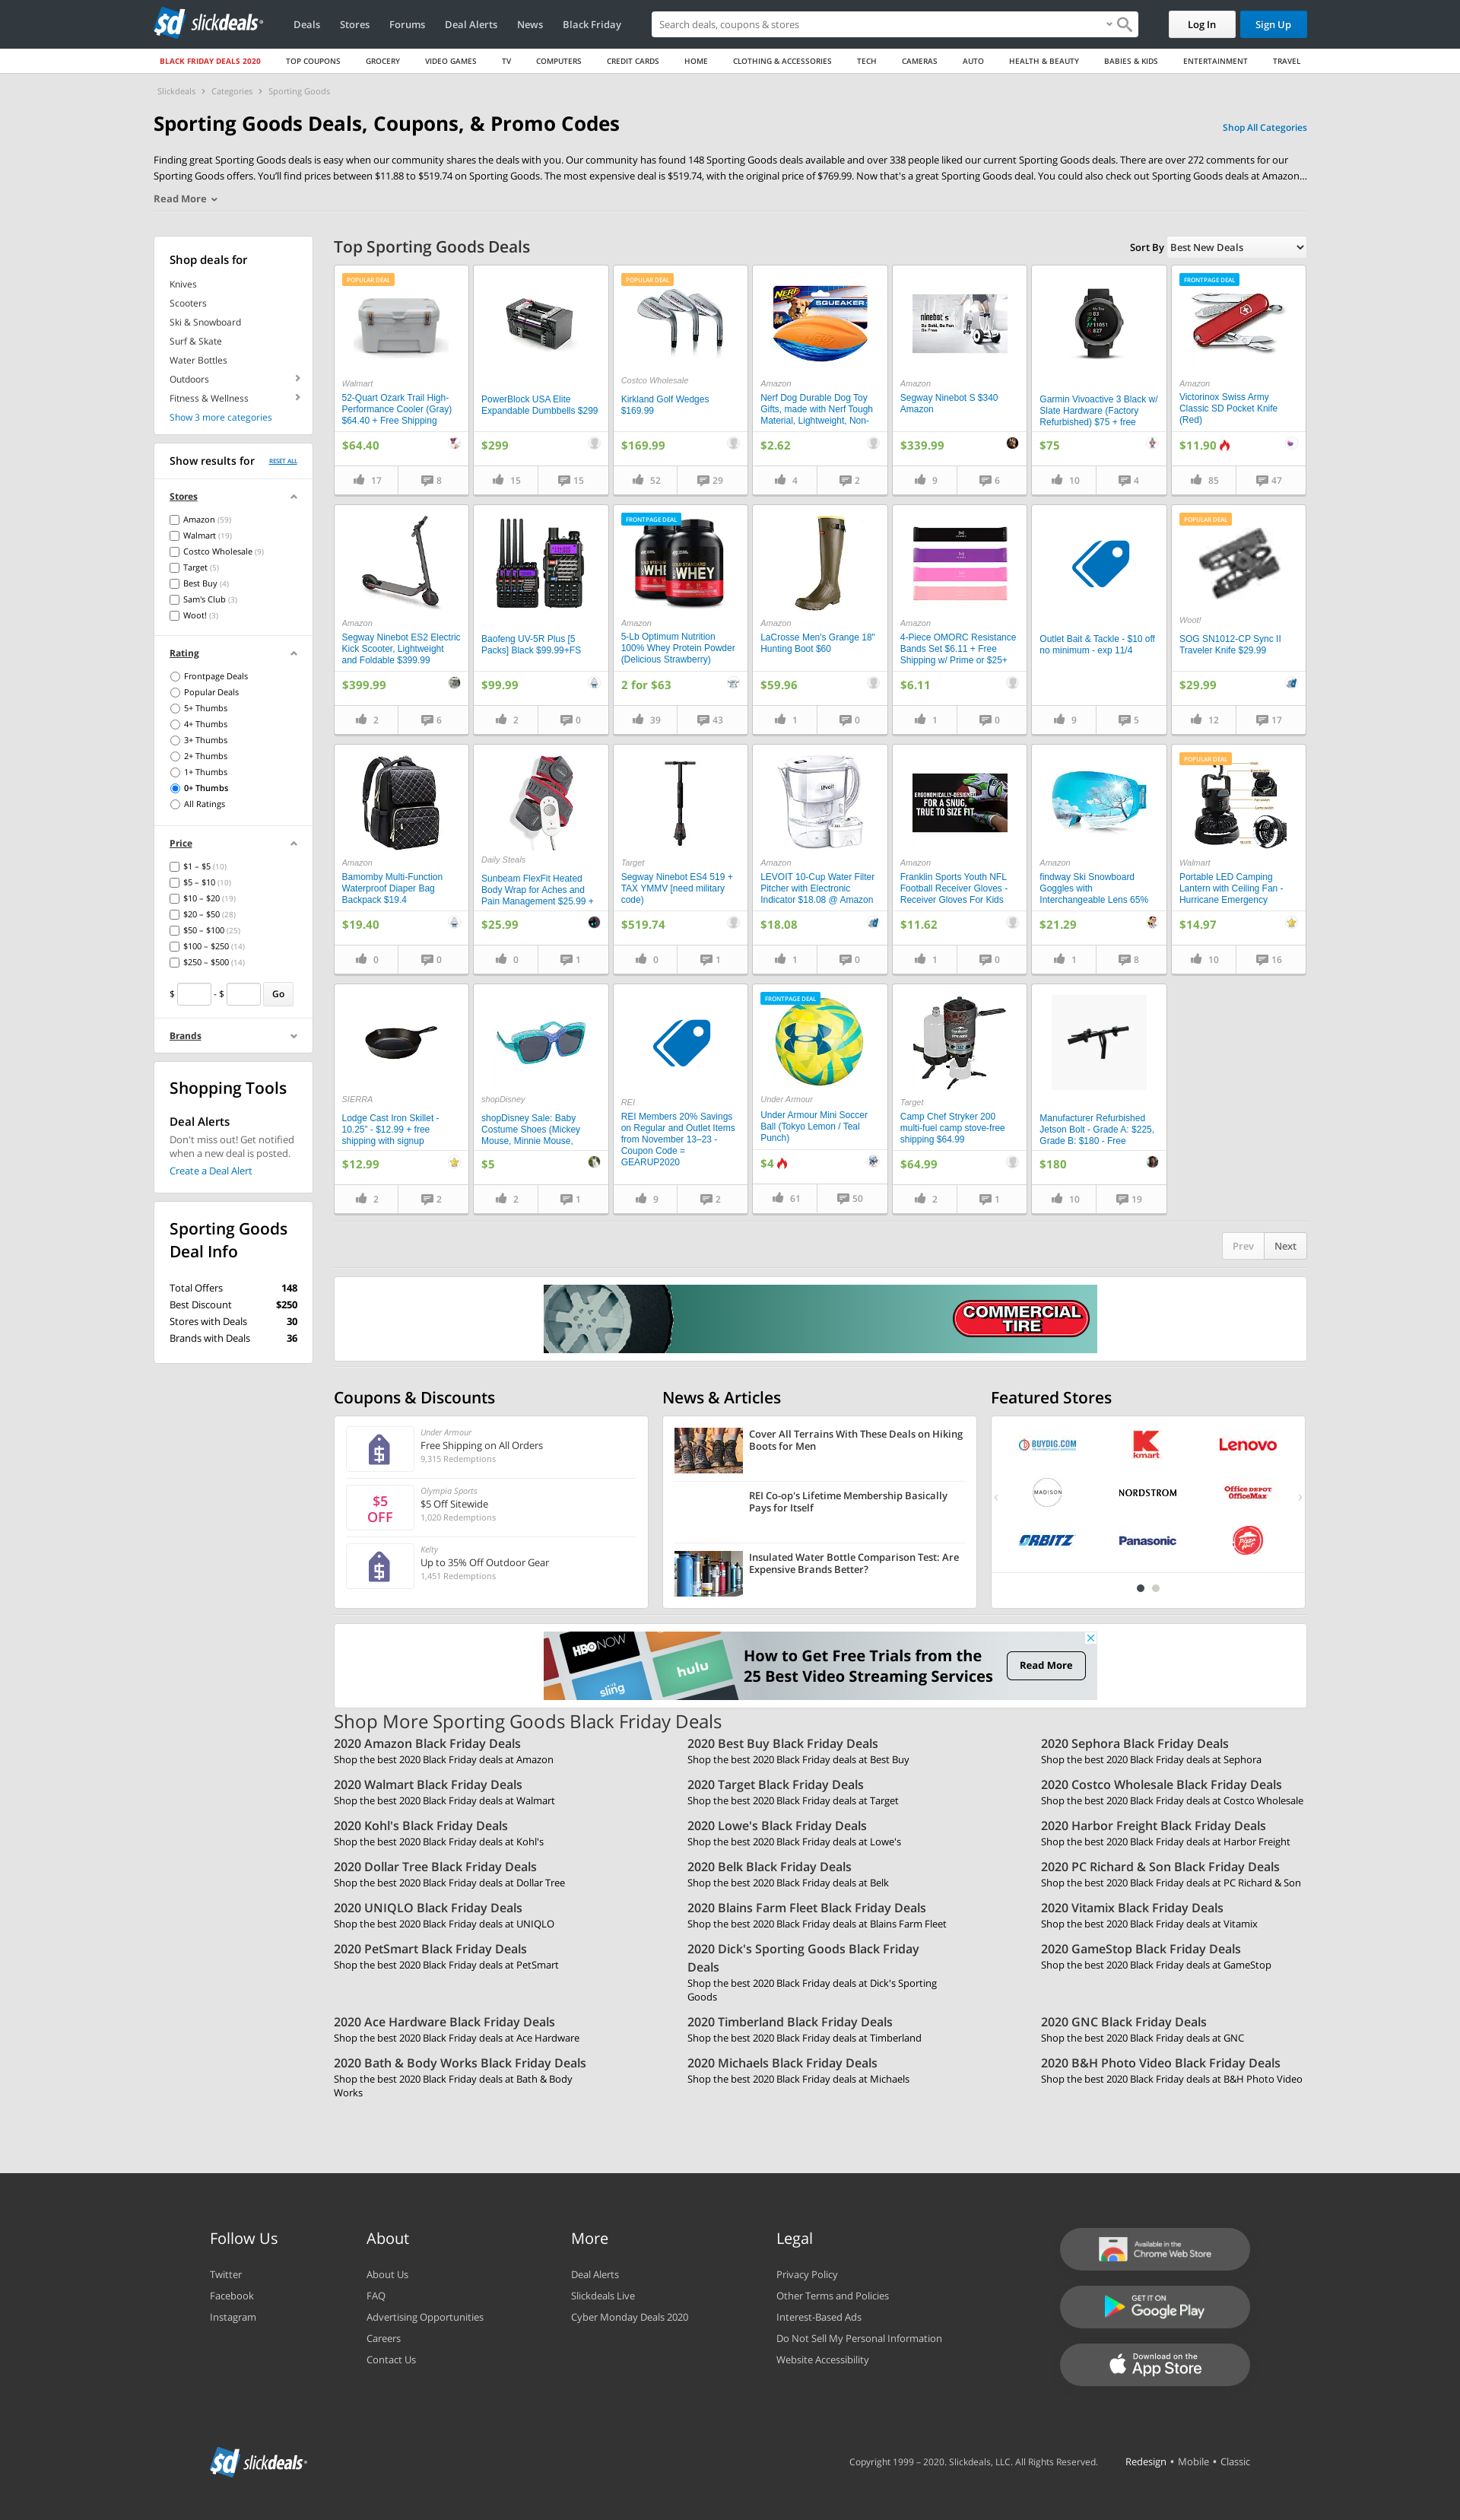 sd slickdeals
Deals Stores Forums Deal Alerts News Black Friday
Search deals, coupons & stores
Log In Sign Up
BLACK FRIDAY DEALS 2020 TOP COUPONS GROCERY VIDEO GAMES TV COMPUTERS CREDIT CARDS HOME CLOTHING & ACCESSORIES TECH CAMERAS AUTO HEALTH & BEAUTY BABIES & KIDS ENTERTAINMENT TRAVEL
Slickdeals › Categories › Sporting Goods
Sporting Goods Deals, Coupons, & Promo Codes
Shop All Categories
Finding great Sporting Goods deals is easy when our community shares the deals with you. Our community has found 148 Sporting Goods deals available and over 338 people liked our current Sporting Goods deals. There are over 272 comments for our
Sporting Goods offers. You'll find prices between $11.88 to $519.74 on Sporting Goods. The most expensive deal is $519.74, with the original price of $769.99. Now that's a great Sporting Goods deal. You could also check out Sporting Goods deals at Amazon...
Read More
Shop deals for
Knives
Scooters
Ski & Snowboard
Surf & Skate
Water Bottles
Outdoors
Fitness & Wellness
Show 3 more categories
Show results for RESET ALL
Stores
Amazon (59)
Walmart (19)
Costco Wholesale (9)
Target (5)
Best Buy (4)
Sam's Club (3)
Woot! (3)
Rating
Frontpage Deals
Popular Deals
5+ Thumbs
4+ Thumbs
3+ Thumbs
2+ Thumbs
1+ Thumbs
0+ Thumbs
All Ratings
Price
$1 – $5 (10)
$5 – $10 (10)
$10 – $20 (19)
$20 – $50 (28)
$50 – $100 (25)
$100 – $250 (14)
$250 – $500 (14)
$ - $ Go
Brands
Shopping Tools
Deal Alerts
Don't miss out! Get notified
when a new deal is posted.
Create a Deal Alert
Sporting Goods
Deal Info
Total Offers 148
Best Discount $250
Stores with Deals 30
Brands with Deals 36
Top Sporting Goods Deals
Sort By Best New Deals
POPULAR DEAL
Walmart
52-Quart Ozark Trail High-
Performance Cooler (Gray)
$64.40 + Free Shipping
$64.40
17 8
PowerBlock USA Elite
Expandable Dumbbells $299
$299
15 15
POPULAR DEAL
Costco Wholesale
Kirkland Golf Wedges
$169.99
$169.99
52 29
NERF
SQUEAKER
Amazon
Nerf Dog Durable Dog Toy
Gifts, made with Nerf Tough
Material, Lightweight, Non-
$2.62
4 2
ninebot s
Amazon
Segway Ninebot S $340
Amazon
$339.99
9 6
Garmin Vivoactive 3 Black w/
Slate Hardware (Factory
Refurbished) $75 + free
$75
10 4
FRONTPAGE DEAL
Amazon
Victorinox Swiss Army
Classic SD Pocket Knife
(Red)
$11.90
85 47
Amazon
Segway Ninebot ES2 Electric
Kick Scooter, Lightweight
and Foldable $399.99
$399.99
2 6
Baofeng UV-5R Plus [5
Packs] Black $99.99+FS
$99.99
2 0
FRONTPAGE DEAL
WHEY
Amazon
5-Lb Optimum Nutrition
100% Whey Protein Powder
(Delicious Strawberry)
2 for $63
39 43
Amazon
LaCrosse Men's Grange 18"
Hunting Boot $60
$59.96
1 0
Amazon
4-Piece OMORC Resistance
Bands Set $6.11 + Free
Shipping w/ Prime or $25+
$6.11
1 0
Outlet Bait & Tackle - $10 off
no minimum - exp 11/4
9 5
POPULAR DEAL
Woot!
SOG SN1012-CP Sync II
Traveler Knife $29.99
$29.99
12 17
Amazon
Bamomby Multi-Function
Waterproof Diaper Bag
Backpack $19.4
$19.40
0 0
Daily Steals
Sunbeam FlexFit Heated
Body Wrap for Aches and
Pain Management $25.99 +
$25.99
0 1
Target
Segway Ninebot ES4 519 +
TAX YMMV [need military
code)
$519.74
0 1
levoit
Amazon
LEVOIT 10-Cup Water Filter
Pitcher with Electronic
Indicator $18.08 @ Amazon
$18.08
1 0
ERGONOMICALLY-DESIGNED
FOR A SNUG,
TRUE TO SIZE FIT
Amazon
Franklin Sports Youth NFL
Football Receiver Gloves -
Receiver Gloves For Kids
$11.62
1 0
Amazon
findway Ski Snowboard
Goggles with
Interchangeable Lens 65%
$21.29
1 8
POPULAR DEAL
Walmart
Portable LED Camping
Lantern with Ceiling Fan -
Hurricane Emergency
$14.97
10 16
SIERRA
Lodge Cast Iron Skillet -
10.25" - $12.99 + free
shipping with signup
$12.99
2 2
shopDisney
shopDisney Sale: Baby
Costume Shoes (Mickey
Mouse, Minnie Mouse,
$5
2 1
REI
REI Members 20% Savings
on Regular and Outlet Items
from November 13–23 -
Coupon Code =
GEARUP2020
9 2
FRONTPAGE DEAL
Under Armour
Under Armour Mini Soccer
Ball (Tokyo Lemon / Teal
Punch)
$4
61 50
Target
Camp Chef Stryker 200
multi-fuel camp stove-free
shipping $64.99
$64.99
2 1
Manufacturer Refurbished
Jetson Bolt - Grade A: $225,
Grade B: $180 - Free
$180
10 19
Prev Next
COMMERCIAL
TIRE
Coupons & Discounts
Under Armour
Free Shipping on All Orders
9,315 Redemptions
$5
OFF
Olympia Sports
$5 Off Sitewide
1,020 Redemptions
Kelty
Up to 35% Off Outdoor Gear
1,451 Redemptions
News & Articles
Cover All Terrains With These Deals on Hiking
Boots for Men
REI Co-op's Lifetime Membership Basically
Pays for Itself
Insulated Water Bottle Comparison Test: Are
Expensive Brands Better?
Featured Stores
BUYDIG.COM
kmart
Lenovo
MADISON
NORDSTROM
Office DEPOT
OfficeMax
ORBITZ
Panasonic
Pizza Hut
HBO NOW
hulu
sling
How to Get Free Trials from the
25 Best Video Streaming Services
Read More
Shop More Sporting Goods Black Friday Deals
2020 Amazon Black Friday Deals
Shop the best 2020 Black Friday deals at Amazon
2020 Best Buy Black Friday Deals
Shop the best 2020 Black Friday deals at Best Buy
2020 Sephora Black Friday Deals
Shop the best 2020 Black Friday deals at Sephora
2020 Walmart Black Friday Deals
Shop the best 2020 Black Friday deals at Walmart
2020 Target Black Friday Deals
Shop the best 2020 Black Friday deals at Target
2020 Costco Wholesale Black Friday Deals
Shop the best 2020 Black Friday deals at Costco Wholesale
2020 Kohl's Black Friday Deals
Shop the best 2020 Black Friday deals at Kohl's
2020 Lowe's Black Friday Deals
Shop the best 2020 Black Friday deals at Lowe's
2020 Harbor Freight Black Friday Deals
Shop the best 2020 Black Friday deals at Harbor Freight
2020 Dollar Tree Black Friday Deals
Shop the best 2020 Black Friday deals at Dollar Tree
2020 Belk Black Friday Deals
Shop the best 2020 Black Friday deals at Belk
2020 PC Richard & Son Black Friday Deals
Shop the best 2020 Black Friday deals at PC Richard & Son
2020 UNIQLO Black Friday Deals
Shop the best 2020 Black Friday deals at UNIQLO
2020 Blains Farm Fleet Black Friday Deals
Shop the best 2020 Black Friday deals at Blains Farm Fleet
2020 Vitamix Black Friday Deals
Shop the best 2020 Black Friday deals at Vitamix
2020 PetSmart Black Friday Deals
Shop the best 2020 Black Friday deals at PetSmart
2020 Dick's Sporting Goods Black Friday
Deals
Shop the best 2020 Black Friday deals at Dick's Sporting
Goods
2020 GameStop Black Friday Deals
Shop the best 2020 Black Friday deals at GameStop
2020 Ace Hardware Black Friday Deals
Shop the best 2020 Black Friday deals at Ace Hardware
2020 Timberland Black Friday Deals
Shop the best 2020 Black Friday deals at Timberland
2020 GNC Black Friday Deals
Shop the best 2020 Black Friday deals at GNC
2020 Bath & Body Works Black Friday Deals
Shop the best 2020 Black Friday deals at Bath & Body
Works
2020 Michaels Black Friday Deals
Shop the best 2020 Black Friday deals at Michaels
2020 B&H Photo Video Black Friday Deals
Shop the best 2020 Black Friday deals at B&H Photo Video
Follow Us
Twitter
Facebook
Instagram
About
About Us
FAQ
Advertising Opportunities
Careers
Contact Us
More
Deal Alerts
Slickdeals Live
Cyber Monday Deals 2020
Legal
Privacy Policy
Other Terms and Policies
Interest-Based Ads
Do Not Sell My Personal Information
Website Accessibility
Available in the
Chrome Web Store
GET IT ON
Google Play
Download on the
App Store
sd slickdeals
Copyright 1999 – 2020. Slickdeals, LLC. All Rights Reserved.
Redesign • Mobile • Classic